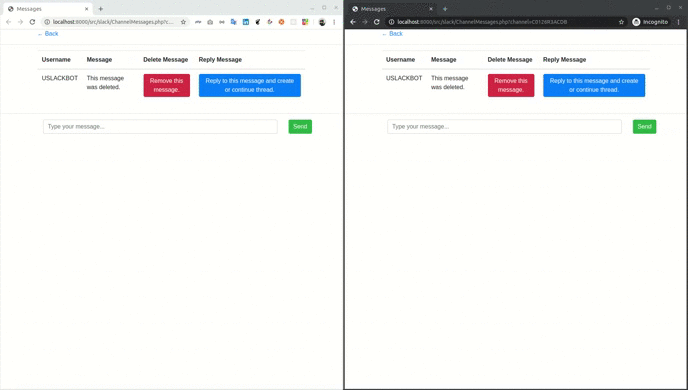 Messages
localhost:8000/src/slack/ChannelMessages.php?c...
← Back
Username Message Delete Message Reply Message
USLACKBOT This message was deleted. Remove this message. Reply to this message and create or continue thread.
Type your message... Send
Messages
localhost:8000/src/slack/ChannelMessages.php?channel=C01Z6R3ACDB Incognito
← Back
Username Message Delete Message Reply Message
USLACKBOT This message was deleted. Remove this message. Reply to this message and create or continue thread.
Type your message... Send